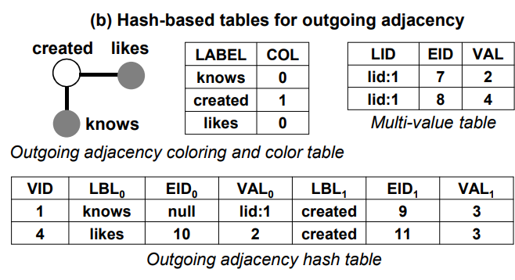 (b) Hash-based tables for outgoing adjacency
created likes
knows
LABEL COL
knows 0
created 1
likes 0
LID EID VAL
lid:1 7 2
lid:1 8 4
Multi-value table
Outgoing adjacency coloring and color table
VID LBL₀ EID₀ VAL₀ LBL₁ EID₁ VAL₁
1 knows null lid:1 created 9 3
4 likes 10 2 created 11 3
Outgoing adjacency hash table